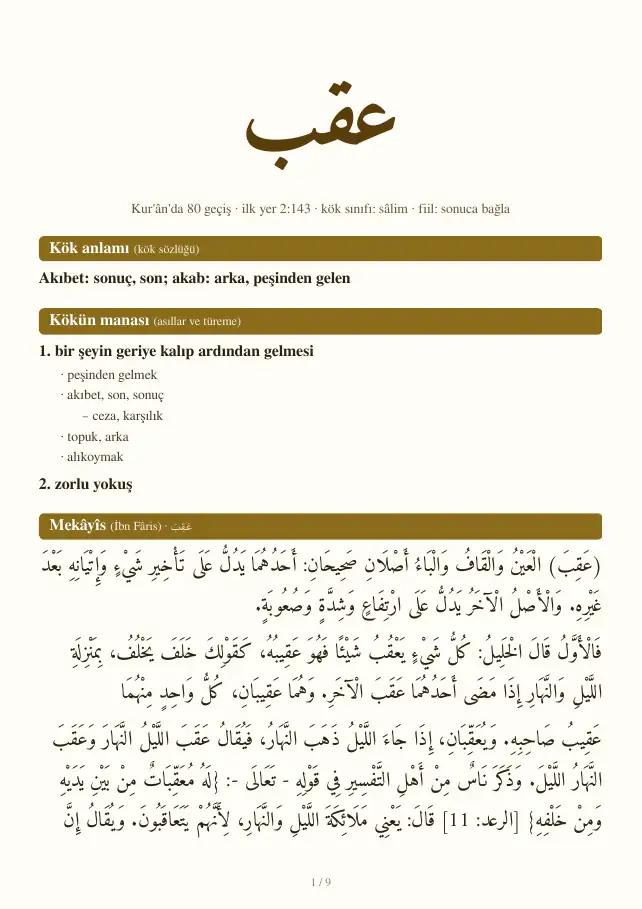 عقب
Kur'ân'da 80 geçiş · ilk yer 2:143 · kök sınıfı: sâlim · fiil: sonuca bağla
Kök anlamı (kök sözlüğü)
Akıbet: sonuç, son; akab: arka, peşinden gelen
Kökün manası (asıllar ve türeme)
1. bir şeyin geriye kalıp ardından gelmesi
· peşinden gelmek
· akıbet, son, sonuç
– ceza, karşılık
· topuk, arka
· alıkoymak
2. zorlu yokuş
Mekâyîs (İbn Fâris) · عَقِبَ
(عَقِبَ) الْعَيْنُ وَالْقَافُ وَالْبَاءُ أَصْلَانِ صَحِيحَانِ: أَحَدُهُمَا يَدُلُّ عَلَى تَأْخِيرِ شَيْءٍ وَإِتْيَانِهِ بَعْدَ
غَيْرِهِ. وَالْأَصْلُ الْآخَرُ يَدُلُّ عَلَى ارْتِفَاعٍ وَشِدَّةٍ وَصُعُوبَةٍ.
فَالْأَوَّلُ قَالَ الْخَلِيلُ: كُلُّ شَيْءٍ يَعْقُبُ شَيْئًا فَهُوَ عَقِيبُهُ، كَقَوْلِكَ خَلَفَ يَخْلُفُ، بِمَنْزِلَةِ
اللَّيْلِ وَالنَّهَارِ إِذَا مَضَى أَحَدُهُمَا عَقَبَ الْآخَرِ. وَهُمَا عَقِيبَانِ، كُلُّ وَاحِدٍ مِنْهُمَا
عَقِيبُ صَاحِبِهِ. وَيُعَقِّبَانِ، إِذَا جَاءَ اللَّيْلُ ذَهَبَ النَّهَارُ، فَيُقَالُ عَقَبَ اللَّيْلُ النَّهَارَ وَعَقَبَ
النَّهَارُ اللَّيْلَ. وَذَكَرَ نَاسٌ مِنْ أَهْلِ التَّفْسِيرِ فِي قَوْلِهِ - تَعَالَى -: {لَهُ مُعَقِّبَاتٌ مِنْ بَيْنِ يَدَيْهِ
وَمِنْ خَلْفِهِ} [الرعد: 11] قَالَ: يَعْنِي مَلَائِكَةَ اللَّيْلِ وَالنَّهَارِ، لِأَنَّهُمْ يَتَعَاقَبُونَ. وَيُقَالُ إِنَّ
1 / 9